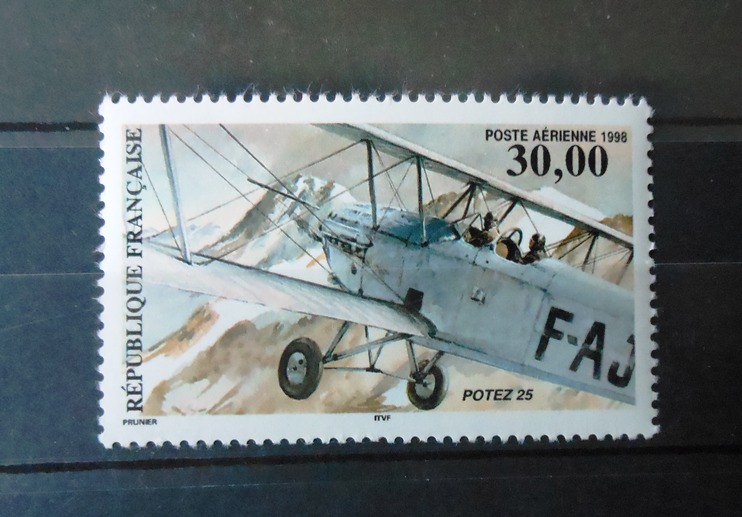 POSTE AÉRIENNE 1998
30,00
RÉPUBLIQUE FRANÇAISE
F-AJ
POTEZ 25
PRUNIER
ITVF